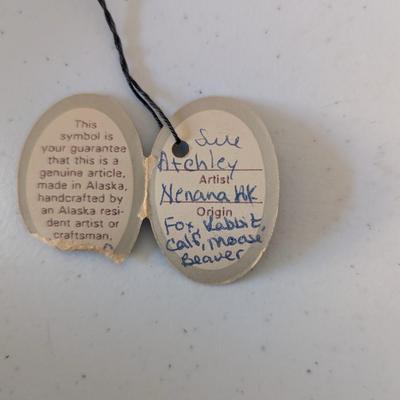 This
symbol is
your guarantee
that this is a
genuine article,
made in Alaska,
handcrafted by
an Alaska resi-
dent artist or
craftsman.
Sue
Atchley
Artist
Nenana AK
Origin
Fox, Rabbit,
Calf, Moose,
Beaver